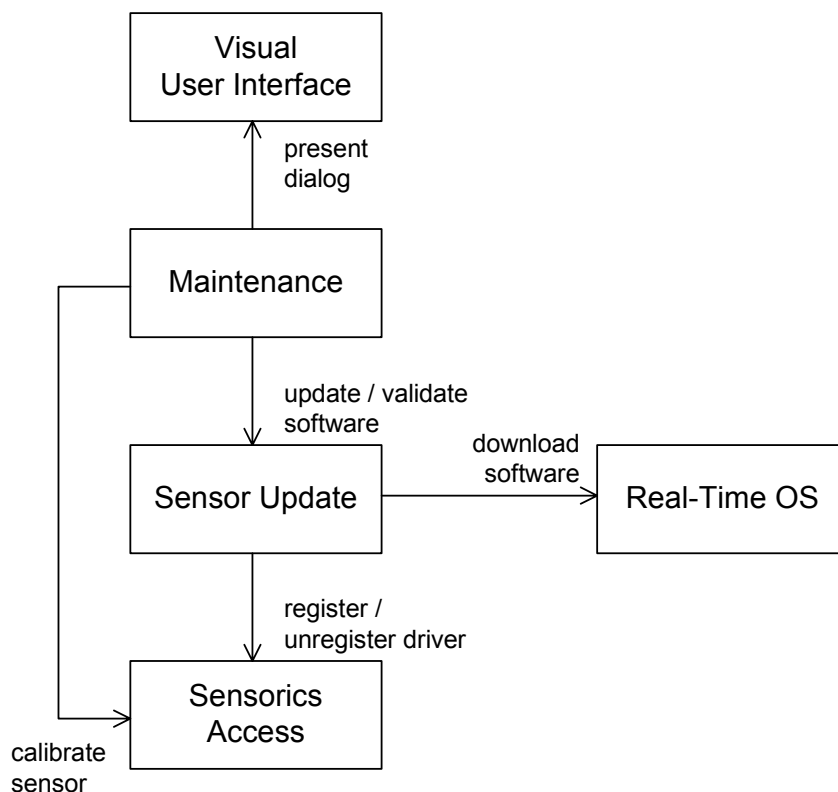 Visual
User Interface
present
dialog
Maintenance
update / validate
software
download
software
Sensor Update
Real-Time OS
register /
unregister driver
Sensorics
Access
calibrate
sensor